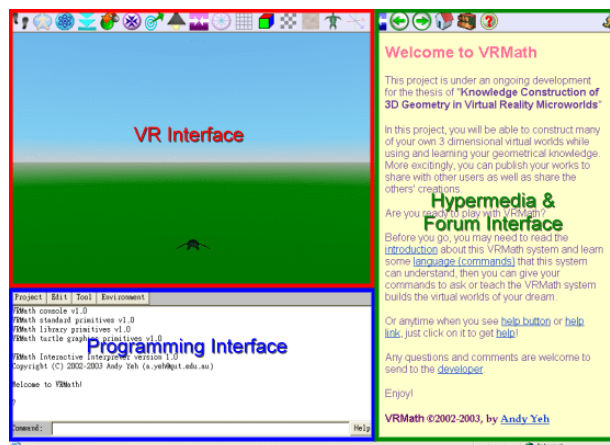 VR Interface
Project Edit Tool Environment
VRMath console v1.0
VRMath standard primitives v1.0
VRMath library primitives v1.0
VRMath turtle graphics primitives v1.0
Programming Interface
VRMath Interactive Interpreter version 1.0
Copyright (C) 2002-2003 Andy Yeh (a.yeh@qut.edu.au)
Welcome to VRMath!
?
Command: Help
Welcome to VRMath
This project is under an ongoing development
for the thesis of "Knowledge Construction of
3D Geometry in Virtual Reality Microworlds"
In this project, you will be able to construct many
of your own 3 dimensional virtual worlds while
using and learning your geometrical knowledge.
More excitingly, you can publish your works to
share with other users as well as share the
others' creations.
Hypermedia &
Forum Interface
Are you ready to play with VRMath?
Before you go, you may need to read the
introduction about this VRMath system and learn
some language (commands) that this system
can understand, then you can give your
commands to ask or teach the VRMath system
builds the virtual worlds of your dream.
Or anytime when you see help button or help
link, just click on it to get help!
Any questions and comments are welcome to
send to the developer.
Enjoy!
VRMath ©2002-2003, by Andy Yeh